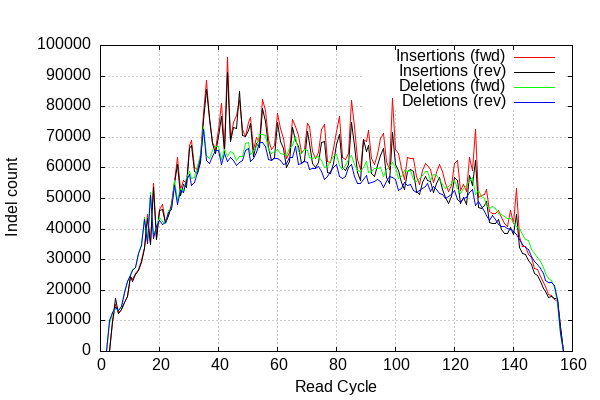 100000
90000
80000
70000
60000
50000
40000
30000
20000
10000
0
Indel count
Insertions (fwd)
Insertions (rev)
Deletions (fwd)
Deletions (rev)
0 20 40 60 80 100 120 140 160
Read Cycle